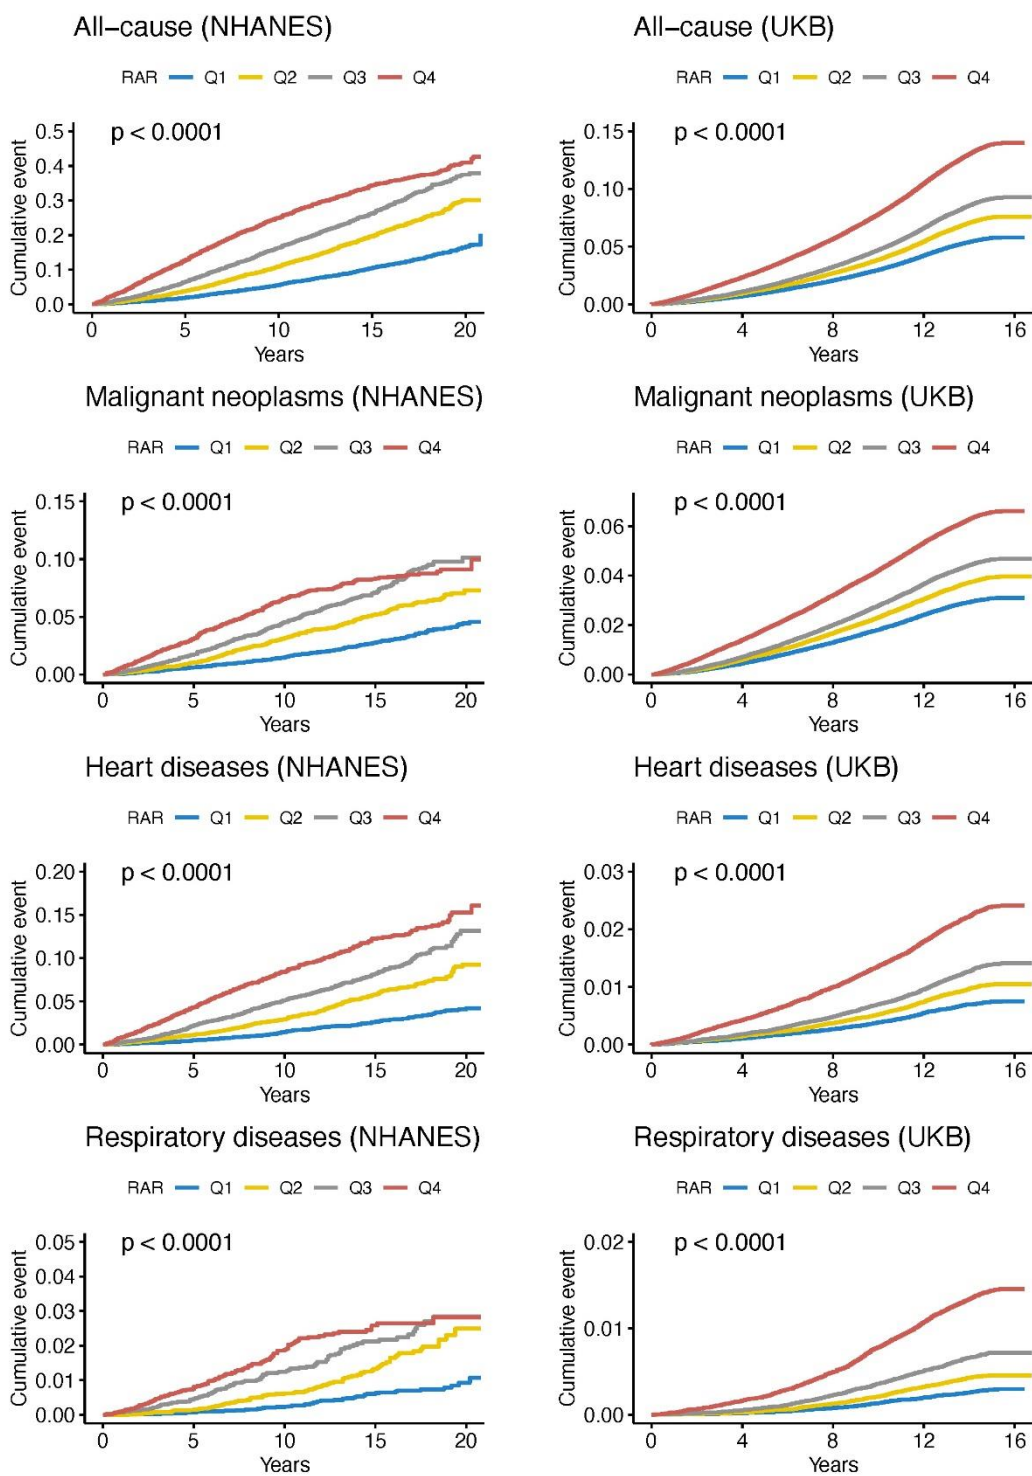 All-cause (NHANES)
RAR Q1 Q2 Q3 Q4
p < 0.0001
Cumulative event
0.5
0.4
0.3
0.2
0.1
0.0
0 5 10 15 20
Years
All-cause (UKB)
RAR Q1 Q2 Q3 Q4
p < 0.0001
Cumulative event
0.15
0.10
0.05
0.00
0 4 8 12 16
Years
Malignant neoplasms (NHANES)
RAR Q1 Q2 Q3 Q4
p < 0.0001
Cumulative event
0.15
0.10
0.05
0.00
0 5 10 15 20
Years
Malignant neoplasms (UKB)
RAR Q1 Q2 Q3 Q4
p < 0.0001
Cumulative event
0.06
0.04
0.02
0.00
0 4 8 12 16
Years
Heart diseases (NHANES)
RAR Q1 Q2 Q3 Q4
p < 0.0001
Cumulative event
0.20
0.15
0.10
0.05
0.00
0 5 10 15 20
Years
Heart diseases (UKB)
RAR Q1 Q2 Q3 Q4
p < 0.0001
Cumulative event
0.03
0.02
0.01
0.00
0 4 8 12 16
Years
Respiratory diseases (NHANES)
RAR Q1 Q2 Q3 Q4
p < 0.0001
Cumulative event
0.05
0.04
0.03
0.02
0.01
0.00
0 5 10 15 20
Years
Respiratory diseases (UKB)
RAR Q1 Q2 Q3 Q4
p < 0.0001
Cumulative event
0.02
0.01
0.00
0 4 8 12 16
Years